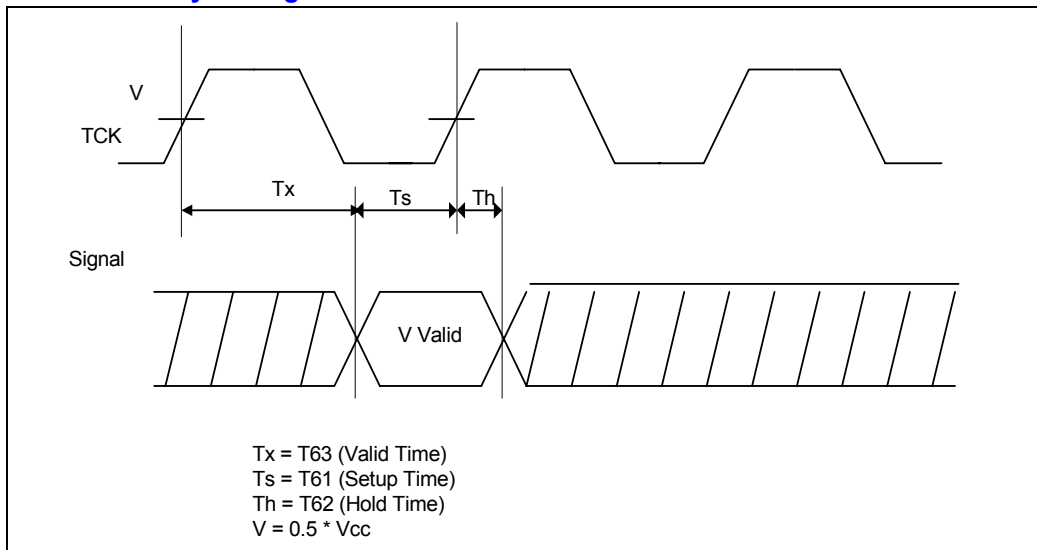 V
TCK
Tx
Ts
Th
Signal
V Valid
Tx = T63 (Valid Time)
Ts = T61 (Setup Time)
Th = T62 (Hold Time)
V = 0.5 * Vcc